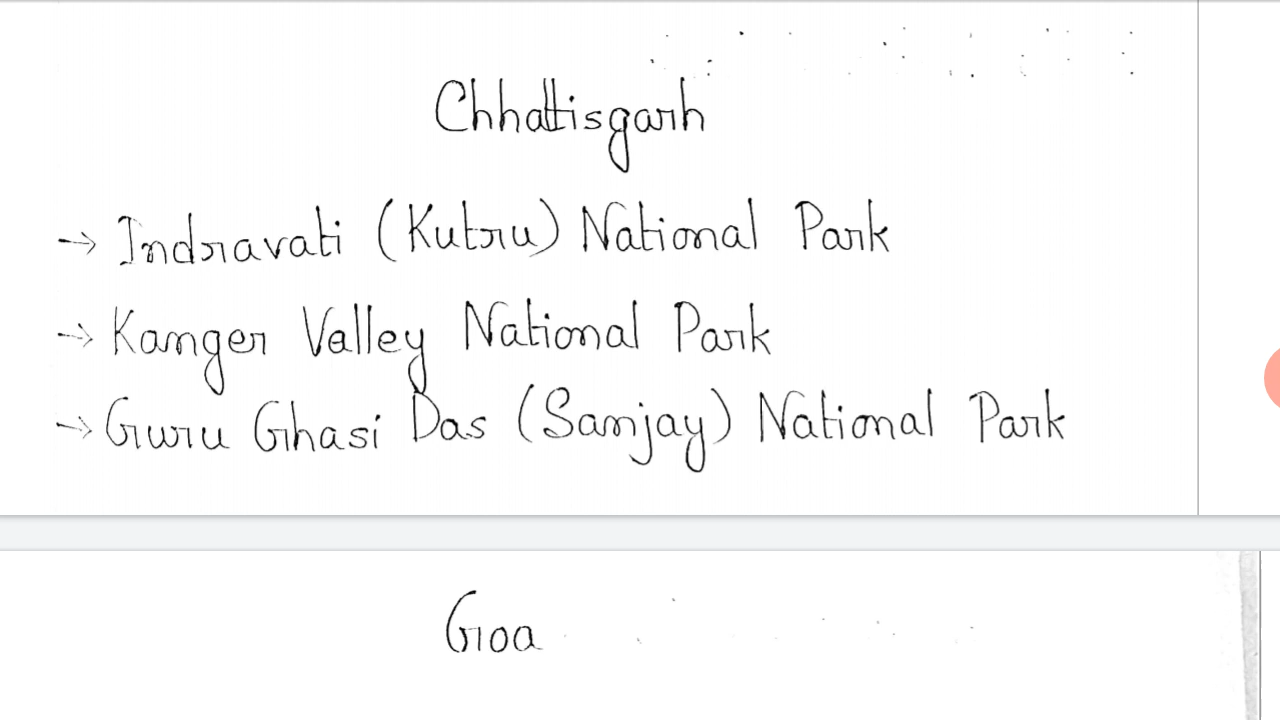 Chhattisgarh
→ Indravati (Kutru) National Park
→ Kanger Valley National Park
→ Guru Ghasi Das (Sanjay) National Park
Goa